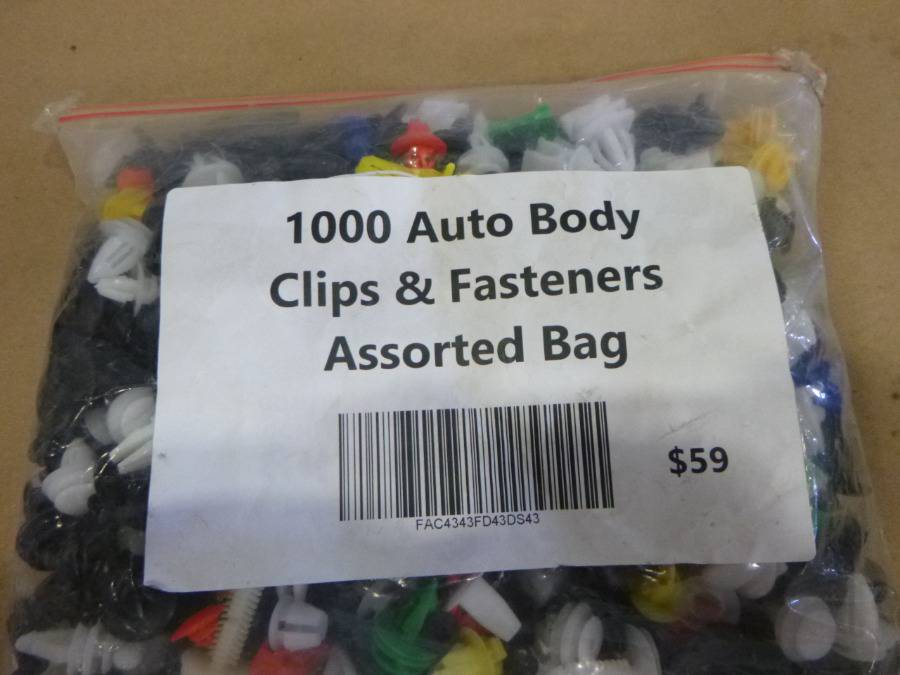 1000 Auto Body
Clips & Fasteners
Assorted Bag
$59
FAC4343FD43DS43